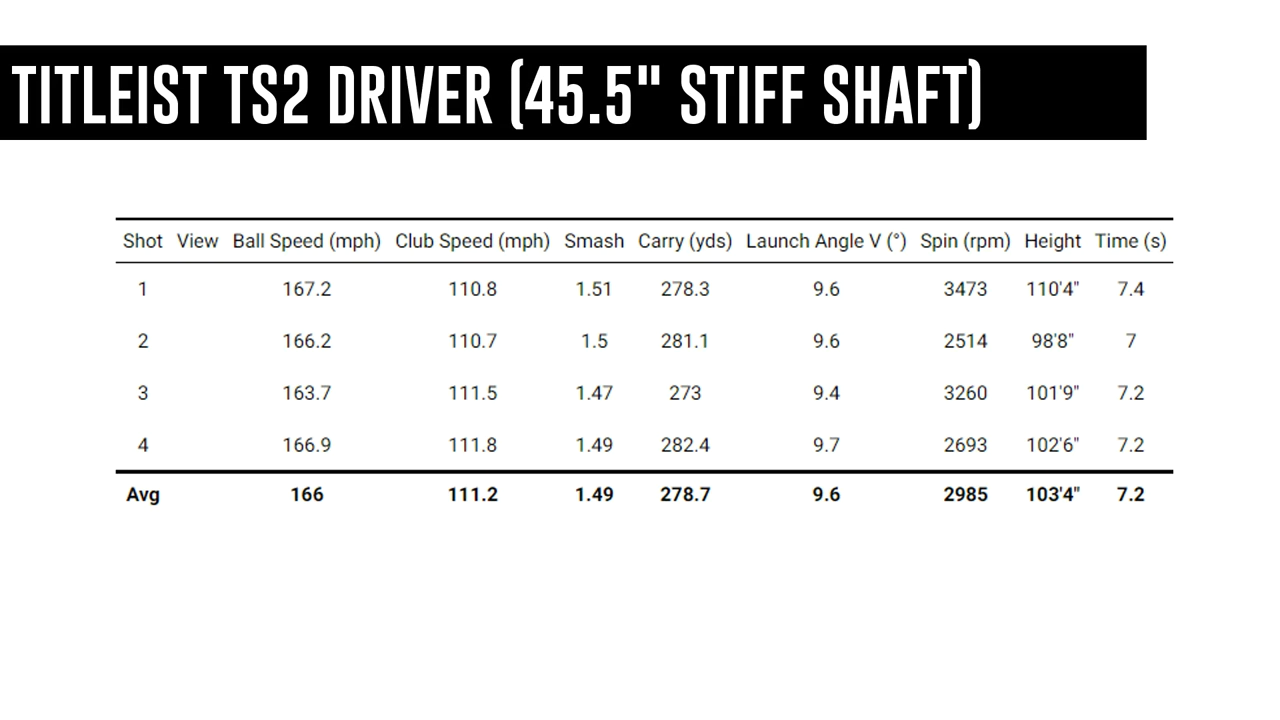 TITLEIST TS2 DRIVER (45.5" STIFF SHAFT)
Shot View Ball Speed (mph) Club Speed (mph) Smash Carry (yds) Launch Angle V (°) Spin (rpm) Height Time (s)
1 167.2 110.8 1.51 278.3 9.6 3473 110'4" 7.4
2 166.2 110.7 1.5 281.1 9.6 2514 98'8" 7
3 163.7 111.5 1.47 273 9.4 3260 101'9" 7.2
4 166.9 111.8 1.49 282.4 9.7 2693 102'6" 7.2
Avg 166 111.2 1.49 278.7 9.6 2985 103'4" 7.2